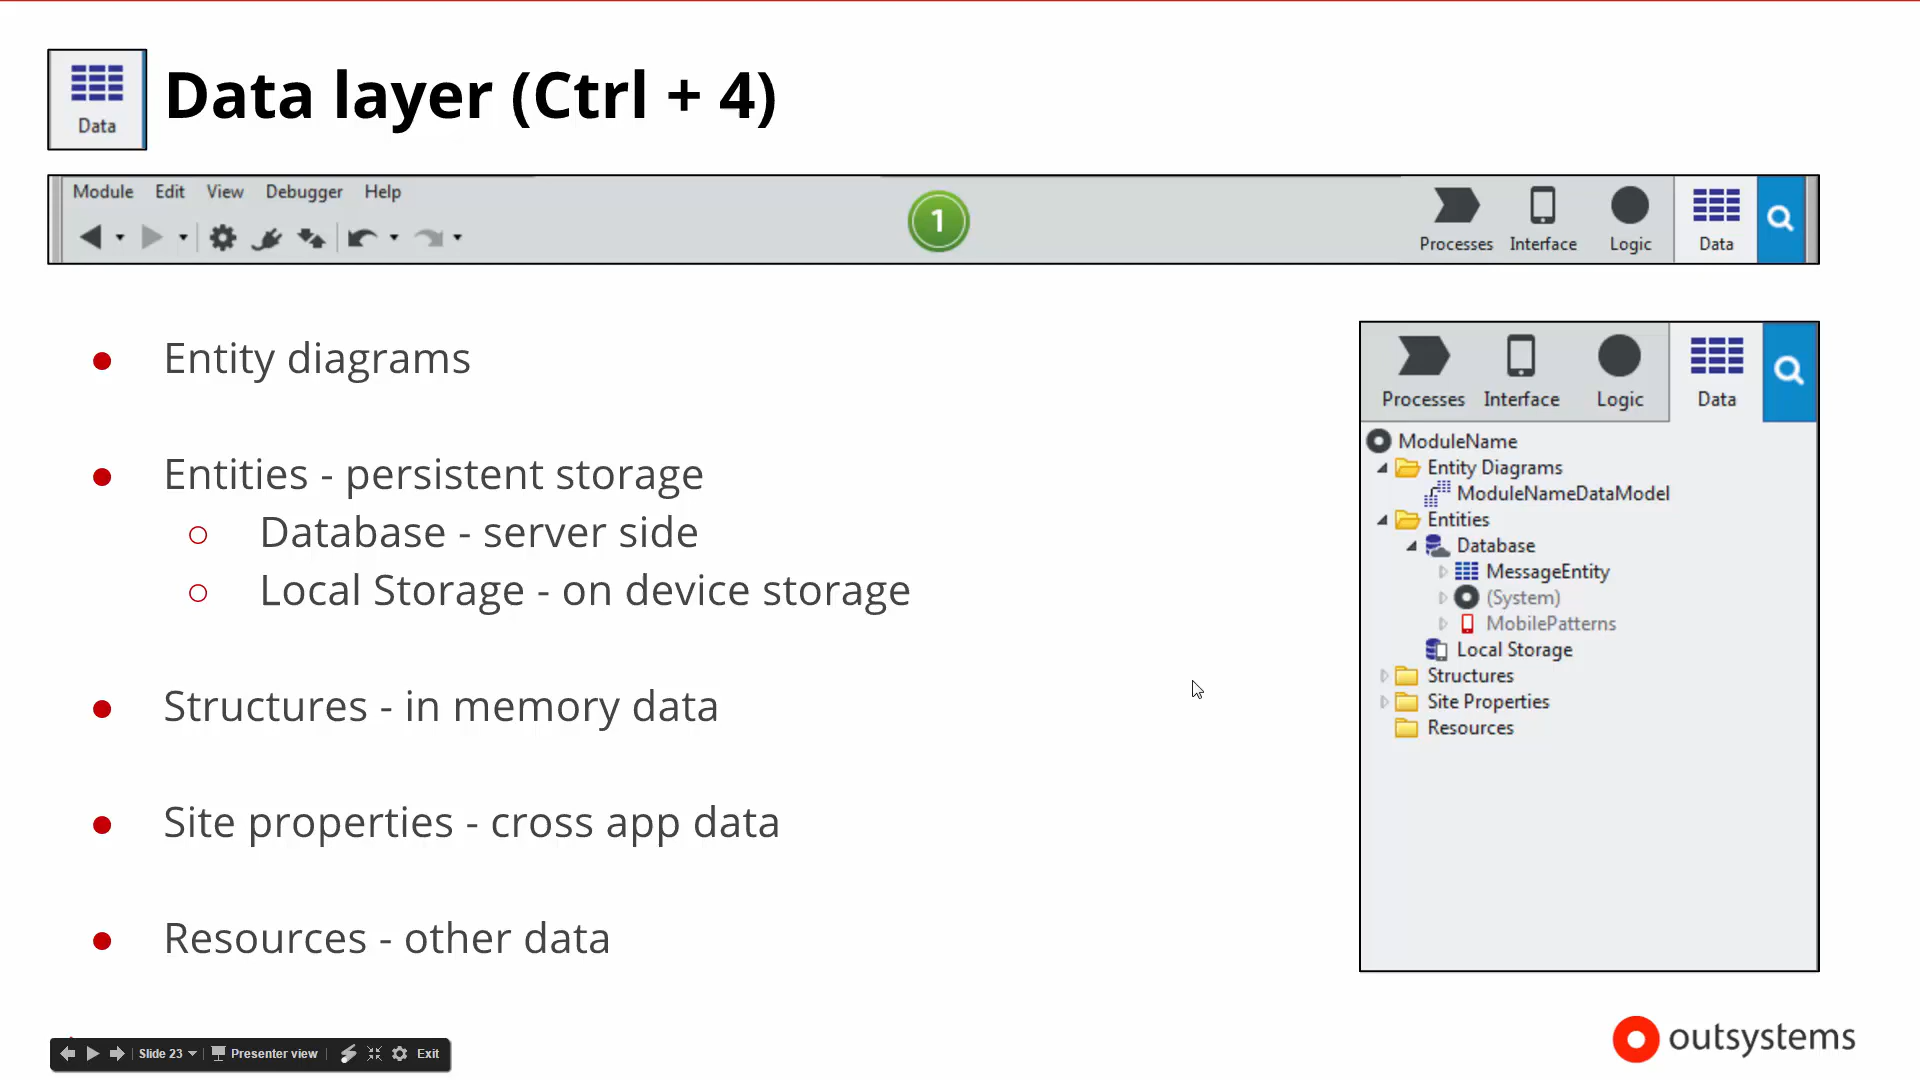 Data
Data layer (Ctrl + 4)
Module Edit View Debugger Help
1
Processes Interface Logic Data
Entity diagrams
Entities - persistent storage
Database - server side
Local Storage - on device storage
Structures - in memory data
Site properties - cross app data
Resources - other data
Processes Interface Logic Data
ModuleName
Entity Diagrams
ModuleNameDataModel
Entities
Database
MessageEntity
(System)
MobilePatterns
Local Storage
Structures
Site Properties
Resources
Slide 23 Presenter view Exit
outsystems